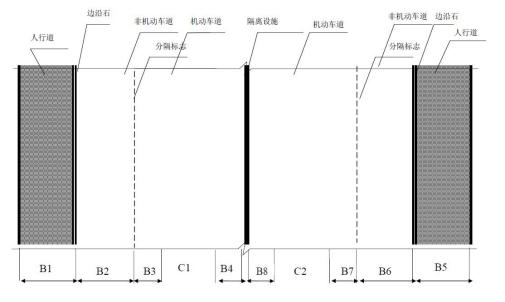 人行道
边沿石
非机动车道
机动车道
分隔标志
隔离设施
机动车道
非机动车道
边沿石
分隔标志
人行道
B1 B2 B3 C1 B4 B8 C2 B7 B6 B5